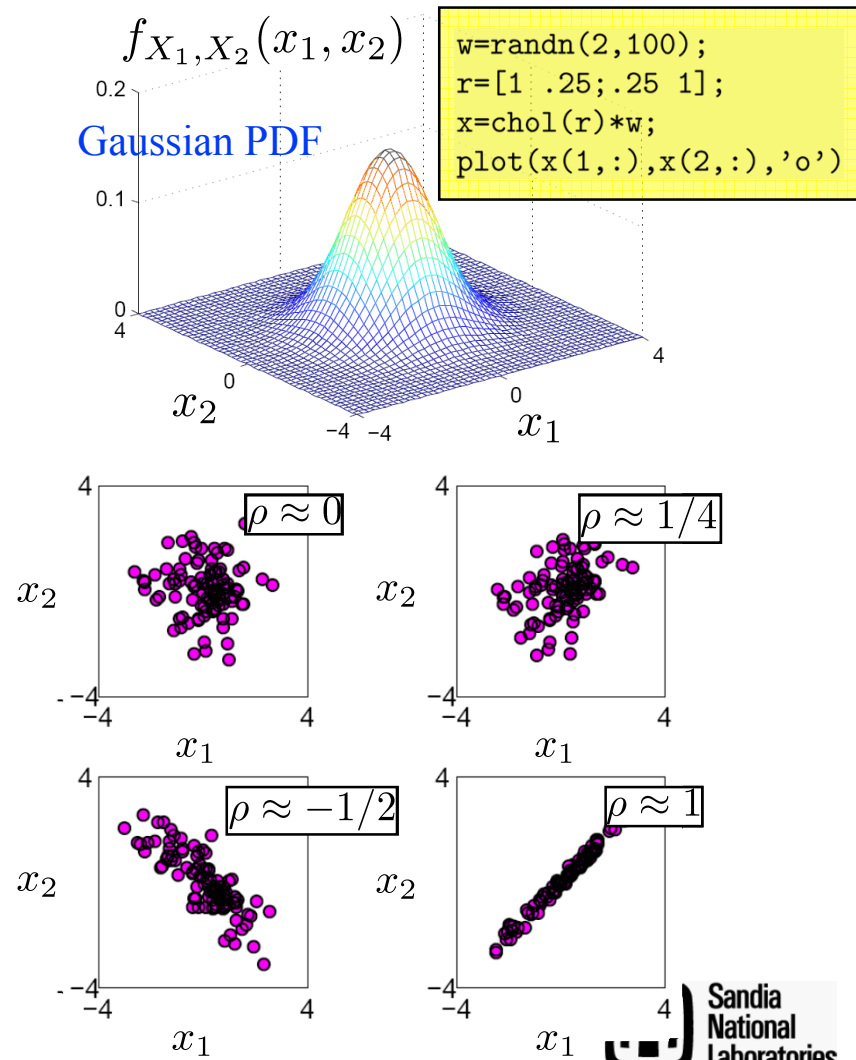 f_{X_1,X_2}(x_1, x_2)
w=randn(2,100);
r=[1 .25;.25 1];
x=chol(r)*w;
plot(x(1,:),x(2,:),'o')
Gaussian PDF
0.2
0.1
0
4
0
−4
x_2
−4
0
4
x_1
4
ρ ≈ 0
x_2
- −4
−4
4
x_1
4
ρ ≈ 1/4
x_2
−4
−4
4
x_1
4
ρ ≈ −1/2
x_2
- −4
−4
4
x_1
4
ρ ≈ 1
x_2
−4
−4
4
x_1
Sandia
National
Laboratories